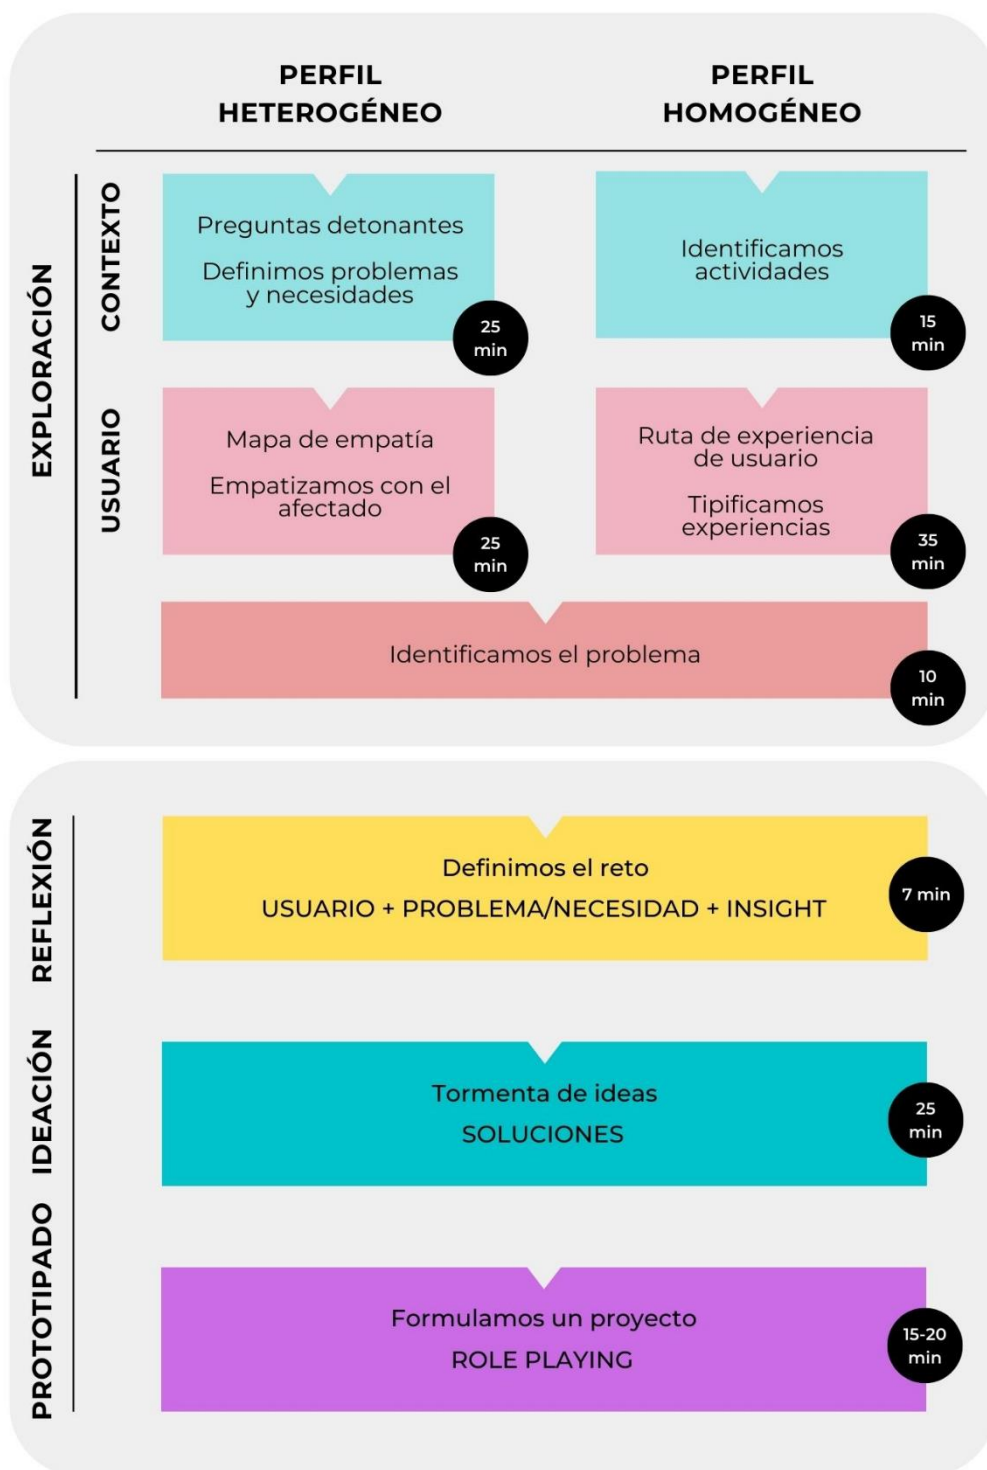 PERFIL
HETEROGÉNEO
PERFIL
HOMOGÉNEO
EXPLORACIÓN
CONTEXTO
Preguntas detonantes
Definimos problemas
y necesidades
25
min
Identificamos
actividades
15
min
USUARIO
Mapa de empatía
Empatizamos con el
afectado
25
min
Ruta de experiencia
de usuario
Tipificamos
experiencias
35
min
Identificamos el problema
10
min
REFLEXIÓN
Definimos el reto
USUARIO + PROBLEMA/NECESIDAD + INSIGHT
7 min
IDEACIÓN
Tormenta de ideas
SOLUCIONES
25
min
PROTOTIPADO
Formulamos un proyecto
ROLE PLAYING
15-20
min